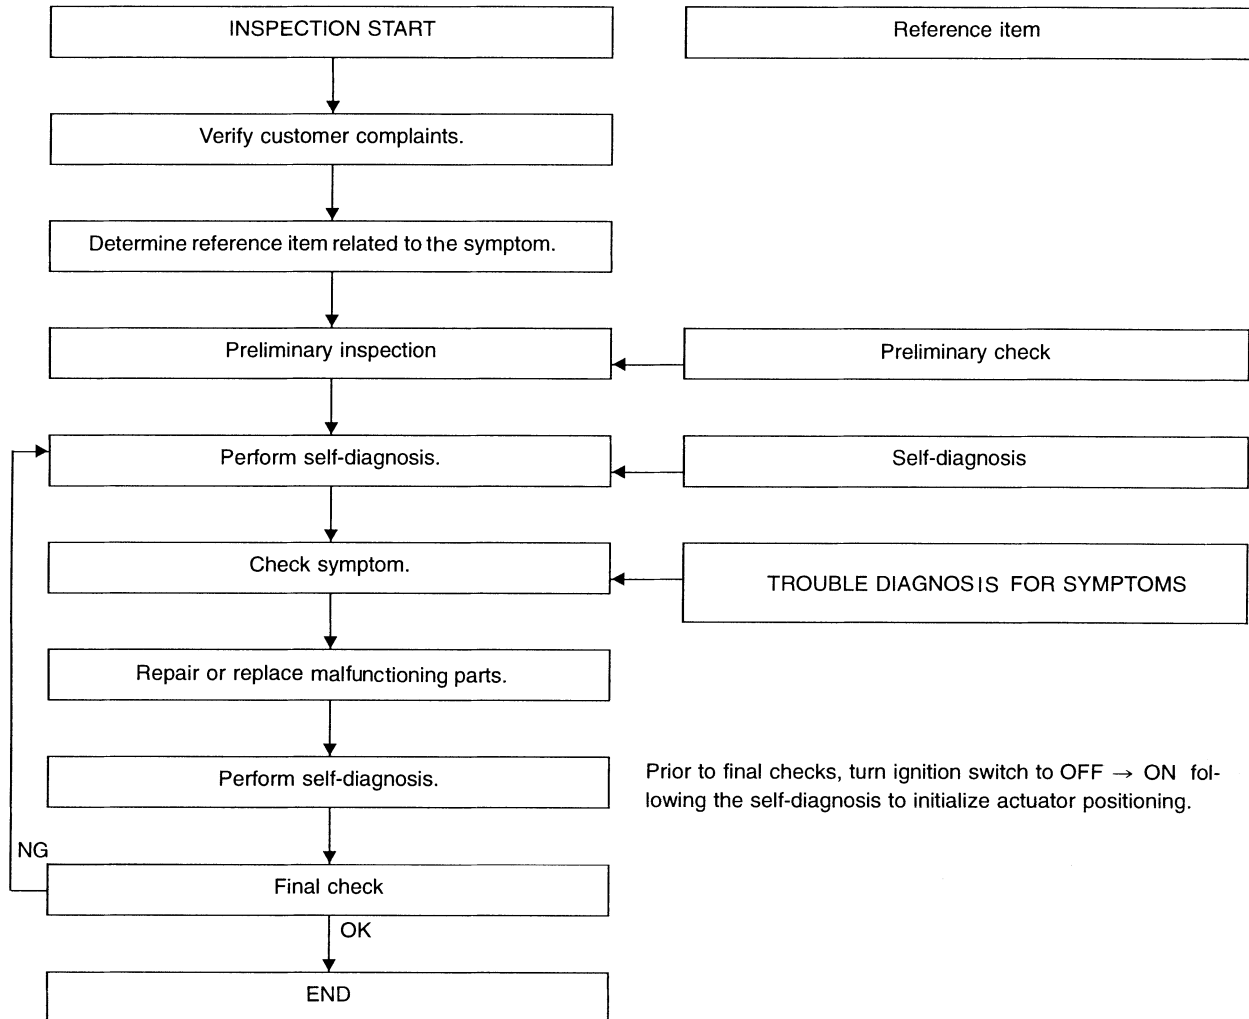 INSPECTION START
Reference item
Verify customer complaints.
Determine reference item related to the symptom.
Preliminary inspection
Preliminary check
Perform self-diagnosis.
Self-diagnosis
Check symptom.
TROUBLE DIAGNOSIS FOR SYMPTOMS
Repair or replace malfunctioning parts.
Perform self-diagnosis.
Prior to final checks, turn ignition switch to OFF → ON fol-
lowing the self-diagnosis to initialize actuator positioning.
NG
Final check
OK
END